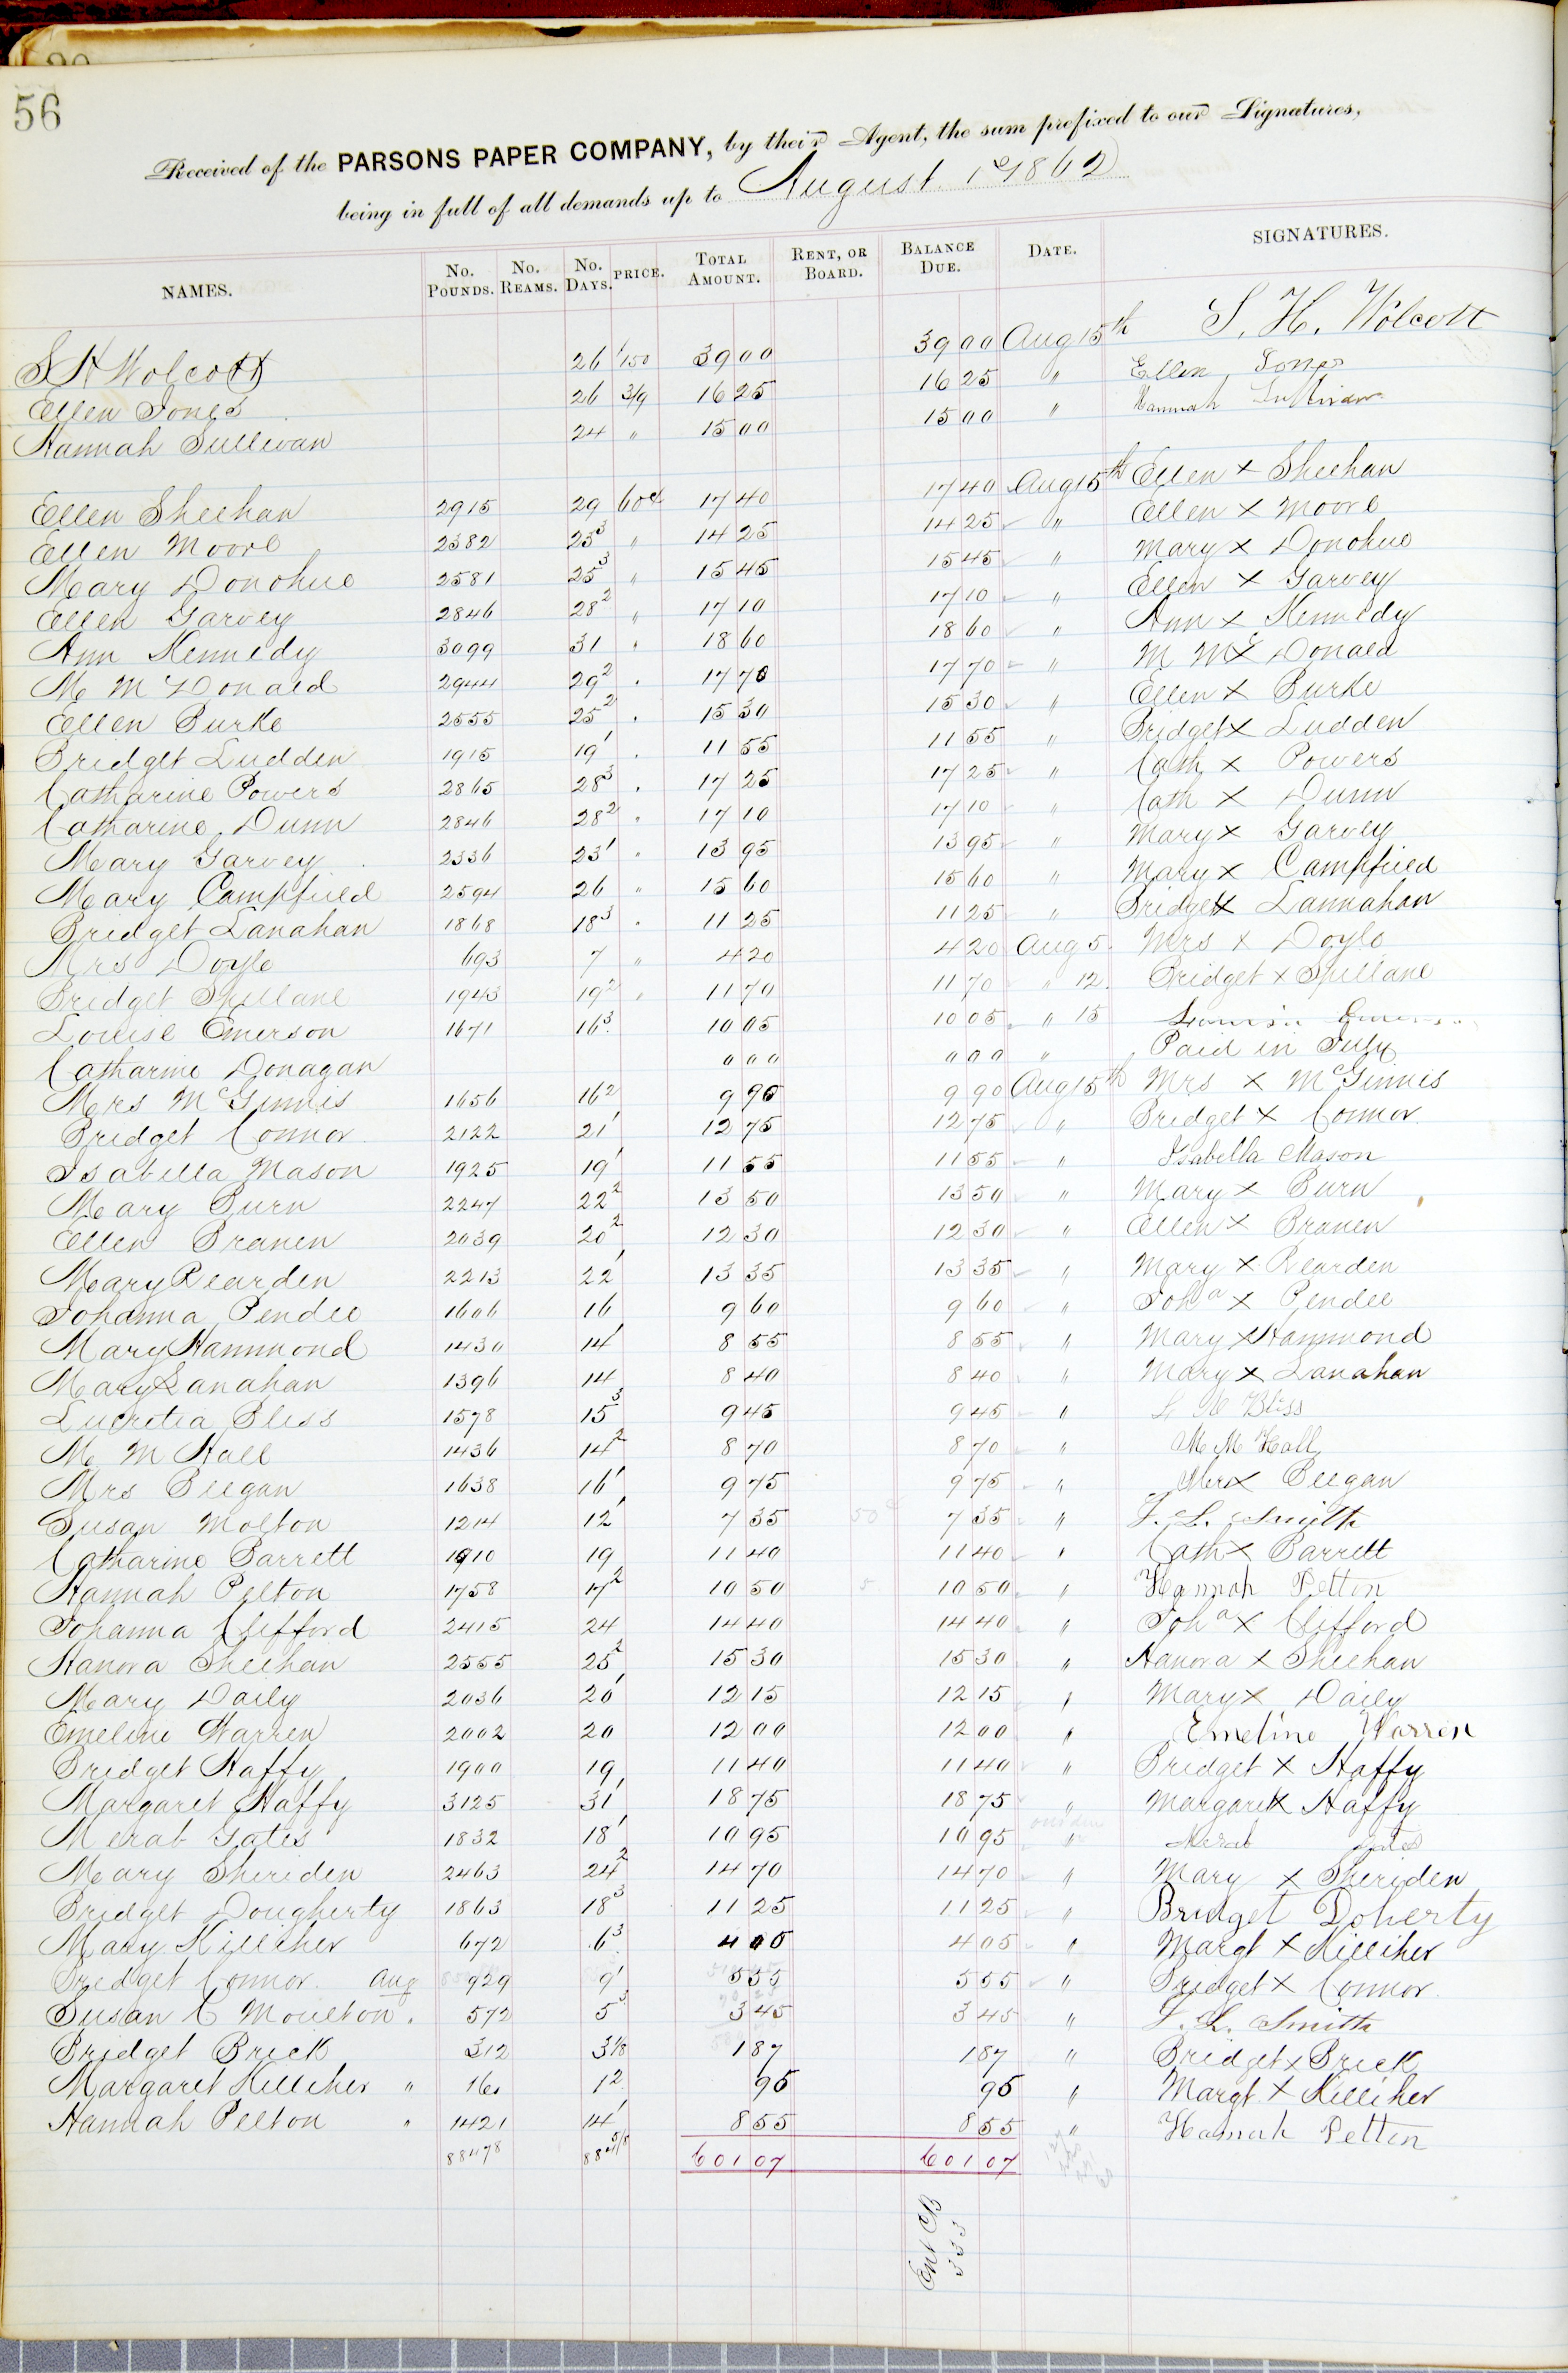 56
Received of the PARSONS PAPER COMPANY, by their Agent, the sum prefixed to our Signatures,
being in full of all demands up to August 1st 1862
NAMES. No. POUNDS. No. REAMS. No. DAYS. PRICE. TOTAL AMOUNT. RENT, OR BOARD. BALANCE DUE. DATE. SIGNATURES.
S H Wolcott 26 1/50 39 00 39 00 Aug 15th S. H. Wolcott
Ellen Jones 26 3/9 16 25 16 25 " Ellen Jones
Hannah Sullivan 24 " 15 00 15 00 " Hannah Sullivan
Ellen Sheehan 2915 29 60¢ 17 40 17 40 Aug 15th Ellen x Sheehan
Ellen Moore 2382 23 3 " 14 25 14 25 " Ellen x Moore
Mary Donohue 2581 25 3 " 15 45 15 45 " Mary x Donohue
Ellen Garvey 2846 28 2 " 17 10 17 10 " Ellen x Garvey
Ann Kennedy 3099 31 " 18 60 18 60 " Ann x Kennedy
M McDonald 2944 29 2 " 17 70 17 70 " M Mc x Donald
Ellen Burke 2555 25 2 " 15 30 15 30 " Ellen x Burke
Bridget Ludden 1915 19 1 " 11 55 11 55 " Bridget x Ludden
Catharine Powers 2865 28 3 " 17 25 17 25 " Cath x Powers
Catharine Dunn 2846 28 2 " 17 10 17 10 " Cath x Dunn
Mary Garvey 2336 23 1 " 13 95 13 95 " Mary x Garvey
Mary Campfield 2594 26 " 15 60 15 60 " Mary x Campfield
Bridget Lanahan 1868 18 3 " 11 25 11 25 " Bridget x Lannahan
Mrs Doyle 693 7 " 4 20 4 20 Aug 5. Mrs x Doyle
Bridget Spillane 1943 19 2 " 11 70 11 70 " 12. Bridget x Spillane
Louise Emerson 1671 16 3 10 05 10 05 " 15 Louisa
Catharine Donagan 0 00 0 00 " Paid in July
Mrs McGinnis 1656 16 2 9 90 9 90 Aug 15th Mrs x McGinnis
Bridget Connor 2122 21 1 12 75 12 75 " Bridget x Connor
Isabella Mason 1925 19 1 11 55 11 55 " Isabella Mason
Mary Burn 2247 22 2 13 50 13 50 " Mary x Burn
Ellen Branen 2039 20 2 12 30 12 30 " Ellen x Branen
Mary Rearden 2213 22 1 13 35 13 35 " Mary x Rearden
Johanna Pendee 1606 16 9 60 9 60 " Joha x Pendee
Mary Hammond 1430 14 1 8 55 8 55 " Mary x Hammond
Mary Lanahan 1396 14 8 40 8 40 " Mary x Lanahan
Lucretia Bliss 1578 15 3 9 45 9 45 " L M Bliss
M M Hall 1436 14 2 8 70 8 70 " M M Hall
Mrs Beegan 1638 16 1 9 75 9 75 " Mrs x Beegan
Susan Molton 1214 12 1 7 35 7 35 " F. L. Smith
Catharine Barrett 1910 19 11 40 11 40 " Cath x Barrett
Hannah Pelton 1758 17 2 10 50 10 50 " Hannah Pelton
Johanna Clifford 2415 24 14 40 14 40 " Joha x Clifford
Hanora Sheehan 2555 25 2 15 30 15 30 " Hanora x Sheehan
Mary Daily 2036 20 1 12 15 12 15 " Mary x Daily
Emeline Warren 2002 20 12 00 12 00 " Emeline Warren
Bridget Haffy 1900 19 11 40 11 40 " Bridget x Haffy
Margaret Haffy 3125 31 1 18 75 18 75 " Margaret x Haffy
Merab Gates 1832 18 1 10 95 10 95 " Merab Gates
Mary Sheriden 2463 24 2 14 70 14 70 " Mary x Sheriden
Bridget Dougherty 1863 18 3 11 25 11 25 " Bridget Doherty
Mary Killiher 672 6 3 4 05 4 05 " Margt x Killiher
Bridget Connor. Aug 929 9 1 5 55 5 55 " Bridget x Connor
Susan C Moulton. 572 5 3 3 45 3 45 " F. L. Smith
Bridget Brick 312 3 1/8 1 87 1 87 " Bridget x Brick
Margaret Killiher " 160 1 2 95 95 " Margt x Killiher
Hannah Pelton " 1421 14 1 8 55 8 55 " Hannah Pelton
88478 884 5/8 601 07 601 07
Ent CB
333